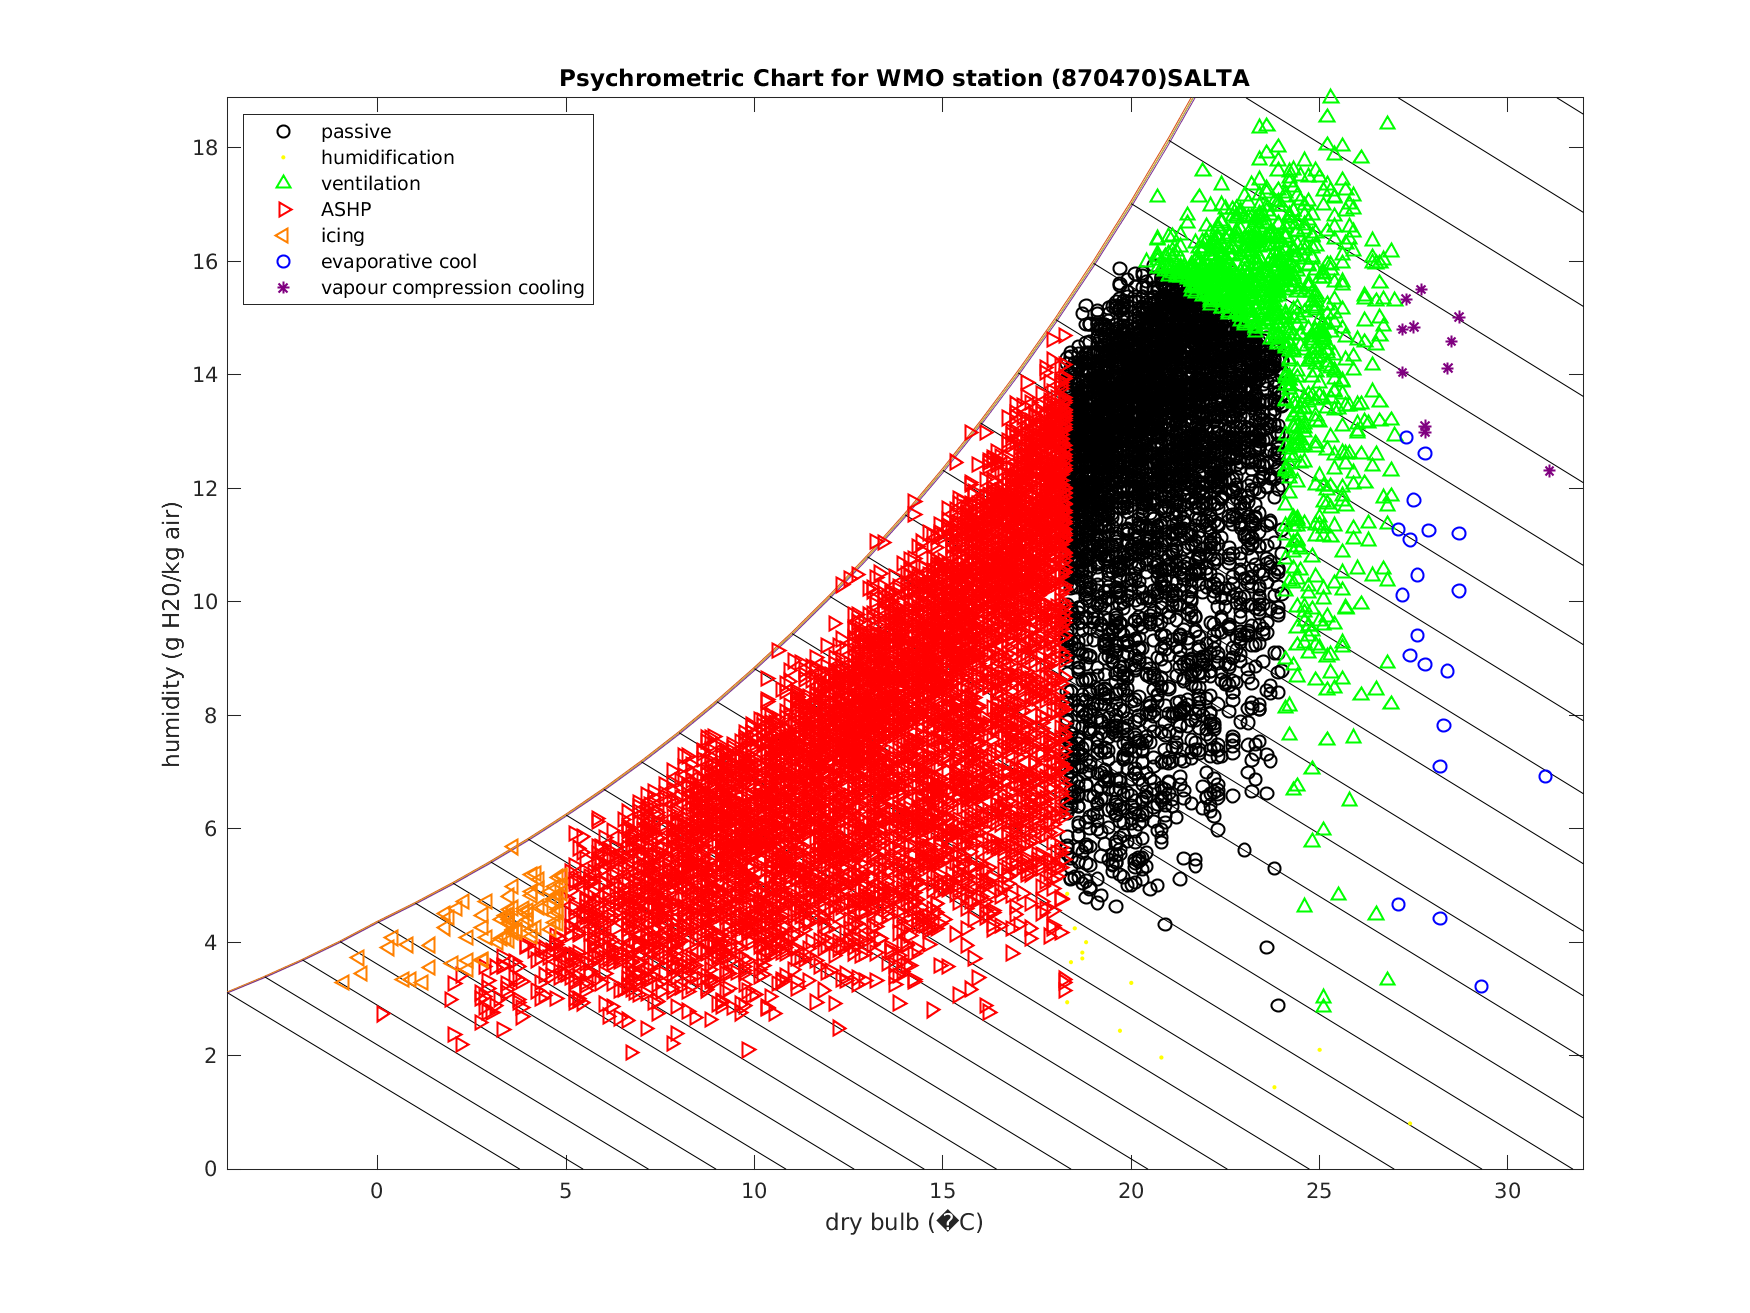 Psychrometric Chart for WMO station (870470)SALTA
passive
humidification
ventilation
ASHP
icing
evaporative cool
vapour compression cooling
humidity (g H20/kg air)
18
16
14
12
10
8
6
4
2
0
0 5 10 15 20 25 30
dry bulb (�C)